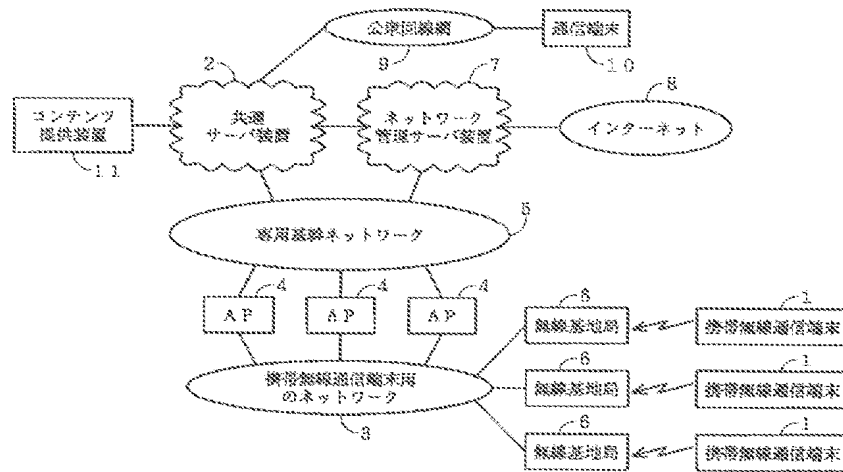 公衆回線網
9
通信端末
10
2
共通
サーバ装置
7
ネットワーク
管理サーバ装置
8
インターネット
コンテンツ
提供装置
11
専用基幹ネットワーク
5
AP
4
AP
4
AP
4
携帯無線通信端末用
のネットワーク
3
6
無線基地局
1
携帯無線通信端末
6
無線基地局
1
携帯無線通信端末
6
無線基地局
1
携帯無線通信端末